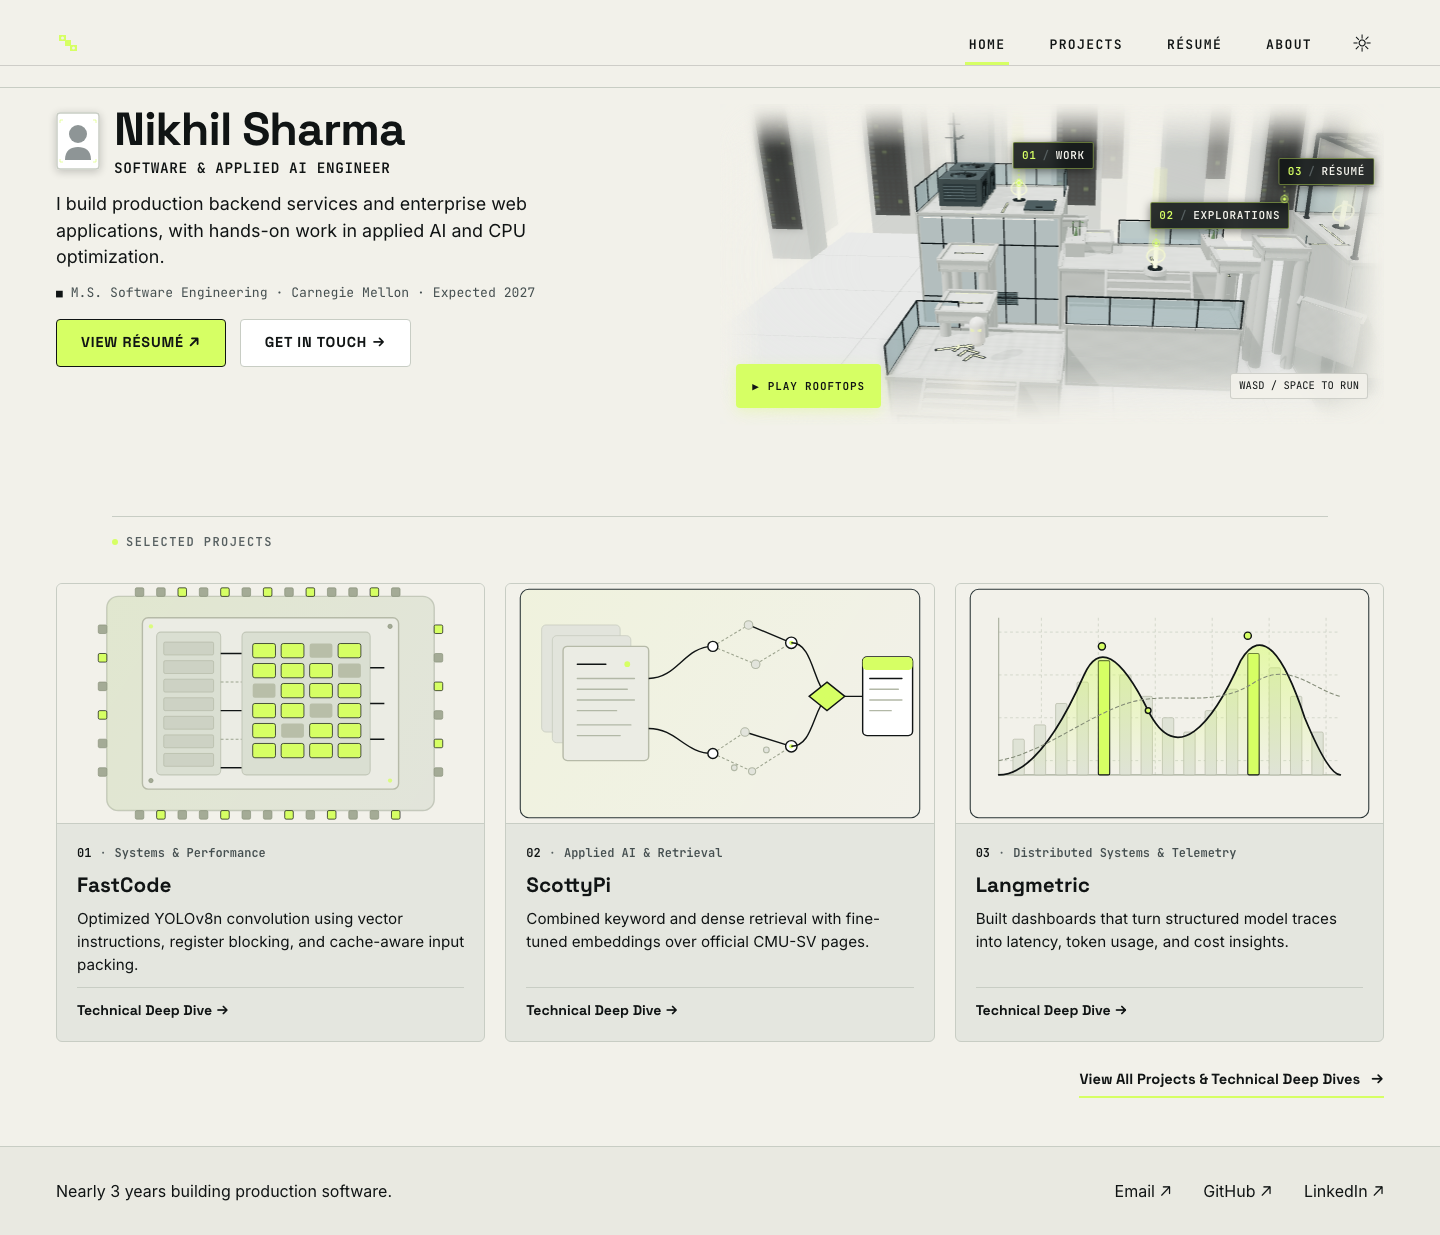 HOME PROJECTS RÉSUMÉ ABOUT
Nikhil Sharma
SOFTWARE & APPLIED AI ENGINEER
I build production backend services and enterprise web
applications, with hands-on work in applied AI and CPU
optimization.
M.S. Software Engineering · Carnegie Mellon · Expected 2027
VIEW RÉSUMÉ ↗
GET IN TOUCH →
01 / WORK
03 / RÉSUMÉ
02 / EXPLORATIONS
▶ PLAY ROOFTOPS
WASD / SPACE TO RUN
SELECTED PROJECTS
01 · Systems & Performance
FastCode
Optimized YOLOv8n convolution using vector
instructions, register blocking, and cache-aware input
packing.
Technical Deep Dive →
02 · Applied AI & Retrieval
ScottyPi
Combined keyword and dense retrieval with fine-
tuned embeddings over official CMU-SV pages.
Technical Deep Dive →
03 · Distributed Systems & Telemetry
Langmetric
Built dashboards that turn structured model traces
into latency, token usage, and cost insights.
Technical Deep Dive →
View All Projects & Technical Deep Dives →
Nearly 3 years building production software.
Email ↗ GitHub ↗ LinkedIn ↗